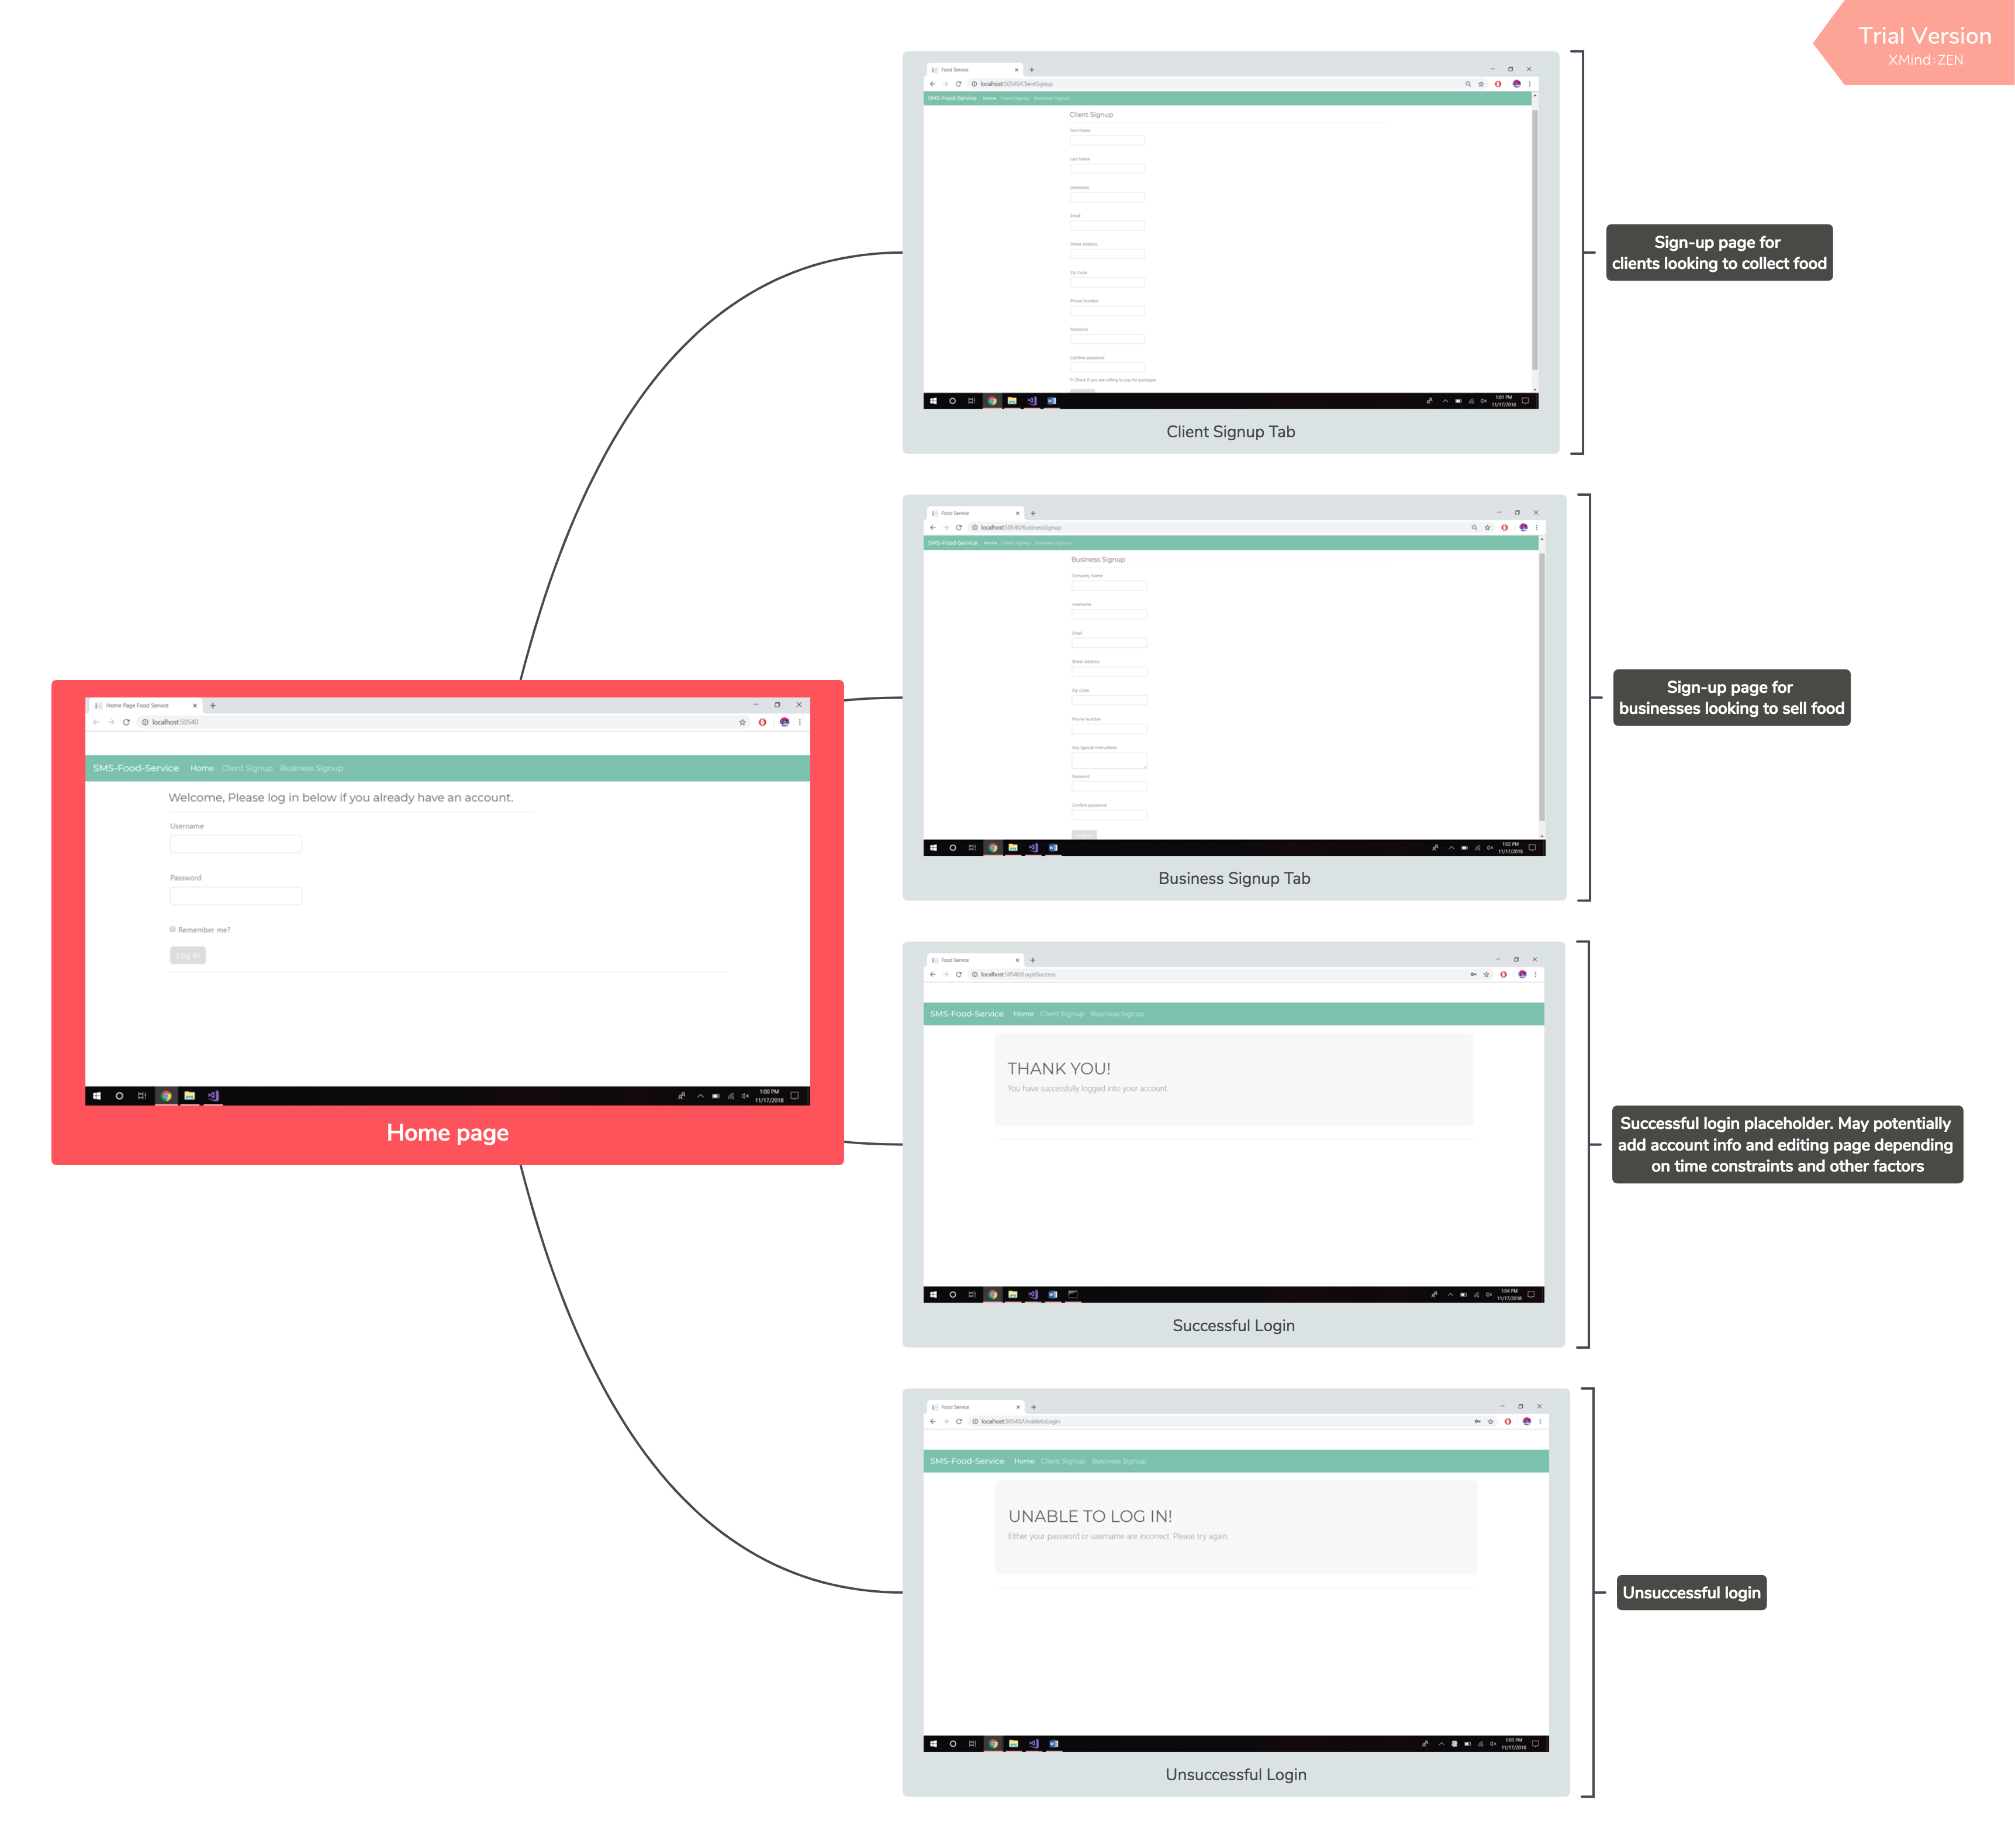 Trial Version
XMind:ZEN
Food Service
localhost:50540/ClientSignup
SMS-Food-Service Home Client Signup Business Signup
Client Signup
First Name
Last Name
Username
Email
Street Address
Zip Code
Phone Number
Password
Confirm password
Check if you are willing to pay for packages
1:01 PM
11/17/2018
Client Signup Tab
Sign-up page for
clients looking to collect food
Food Service
localhost:50540/BusinessSignup
SMS-Food-Service Home Client Signup Business Signup
Business Signup
Company Name
Username
Email
Street Address
Zip Code
Phone Number
Any Special Instructions
Password
Confirm password
1:02 PM
11/17/2018
Business Signup Tab
Sign-up page for
businesses looking to sell food
Home Page Food Service
localhost:50540
SMS-Food-Service Home Client Signup Business Signup
Welcome, Please log in below if you already have an account.
Username
Password
Remember me?
Log in
1:00 PM
11/17/2018
Home page
Food Service
localhost:50540/LoginSuccess
SMS-Food-Service Home Client Signup Business Signup
THANK YOU!
You have successfully logged into your account.
1:04 PM
11/17/2018
Successful Login
Successful login placeholder. May potentially
add account info and editing page depending
on time constraints and other factors
Food Service
localhost:50540/UnabletoLogin
SMS-Food-Service Home Client Signup Business Signup
UNABLE TO LOG IN!
Either your password or username are incorrect. Please try again.
1:03 PM
11/17/2018
Unsuccessful Login
Unsuccessful login